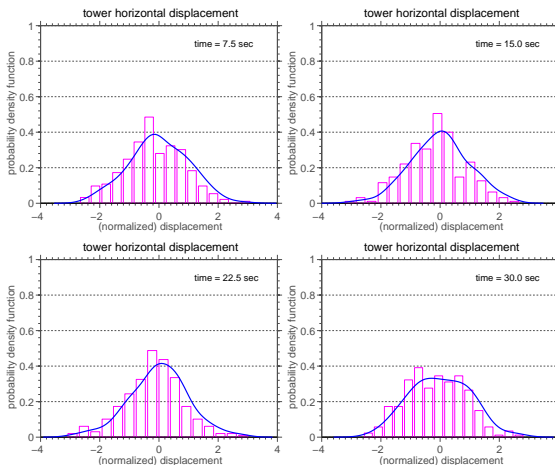 tower horizontal displacement
time = 7.5 sec
probability density function
1
0.8
0.6
0.4
0.2
0
−4
−2
0
2
4
(normalized) displacement
tower horizontal displacement
time = 15.0 sec
probability density function
1
0.8
0.6
0.4
0.2
0
−4
−2
0
2
(normalized) displacement
tower horizontal displacement
time = 22.5 sec
probability density function
1
0.8
0.6
0.4
0.2
0
−4
−2
0
2
4
(normalized) displacement
tower horizontal displacement
time = 30.0 sec
probability density function
1
0.8
0.6
0.4
0.2
0
−4
−2
0
2
(normalized) displacement